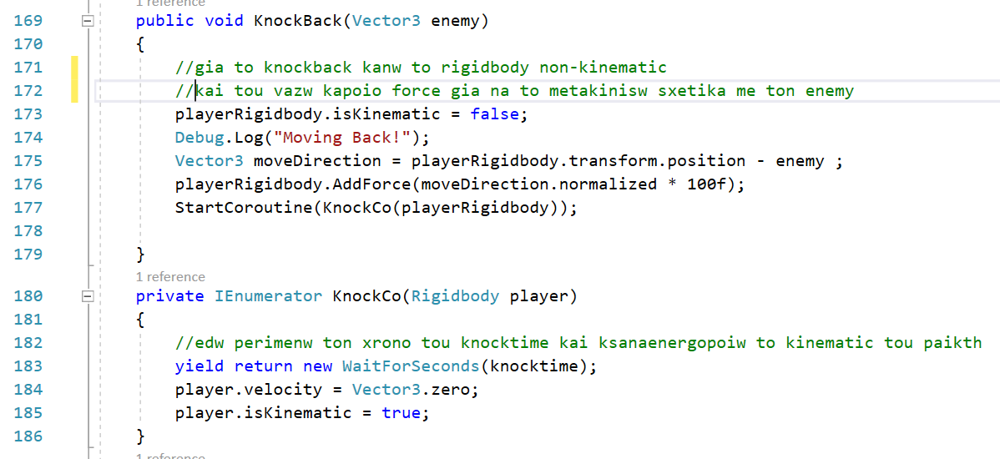 1 reference
169 public void KnockBack(Vector3 enemy)
170 {
171 //gia to knockback kanw to rigidbody non-kinematic
172 //kai tou vazw kapoio force gia na to metakinisw sxetika me ton enemy
173 playerRigidbody.isKinematic = false;
174 Debug.Log("Moving Back!");
175 Vector3 moveDirection = playerRigidbody.transform.position - enemy ;
176 playerRigidbody.AddForce(moveDirection.normalized * 100f);
177 StartCoroutine(KnockCo(playerRigidbody));
178
179 }
1 reference
180 private IEnumerator KnockCo(Rigidbody player)
181 {
182 //edw perimenw ton xrono tou knocktime kai ksanaenergopoiw to kinematic tou paikth
183 yield return new WaitForSeconds(knocktime);
184 player.velocity = Vector3.zero;
185 player.isKinematic = true;
186 }
1 reference